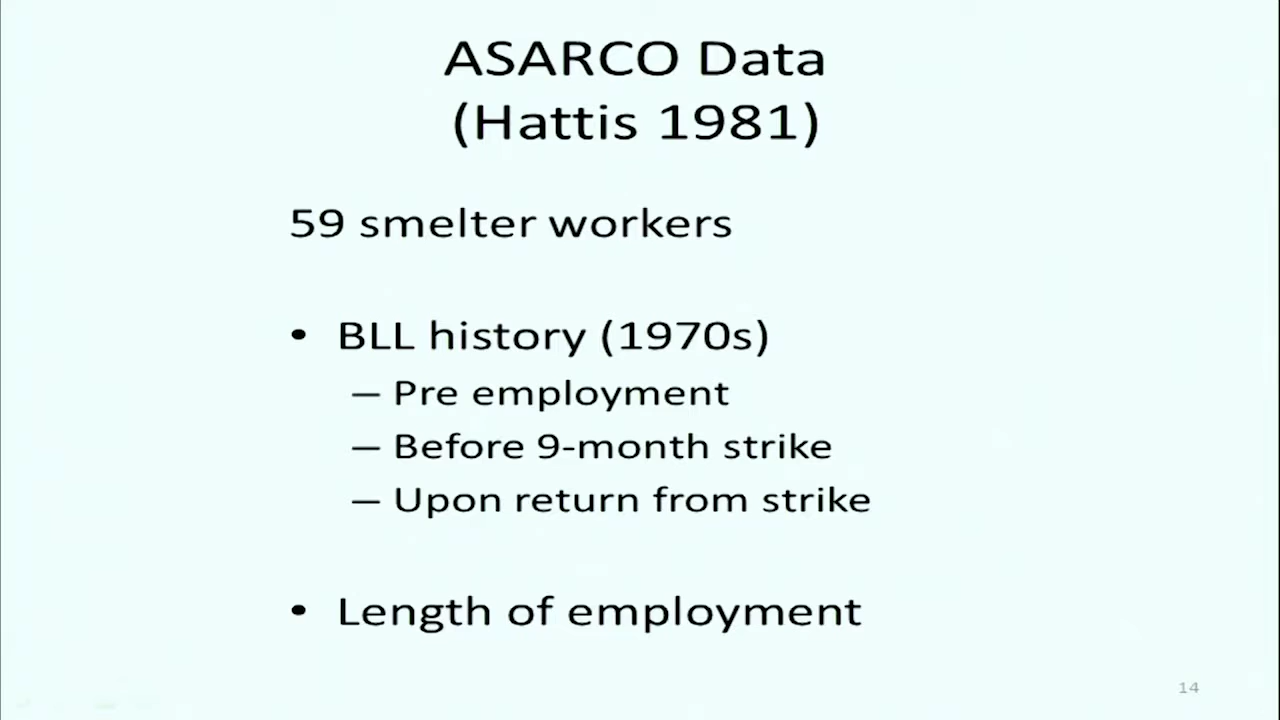 ASARCO Data
(Hattis 1981)
59 smelter workers
• BLL history (1970s)
– Pre employment
– Before 9-month strike
– Upon return from strike
• Length of employment
14